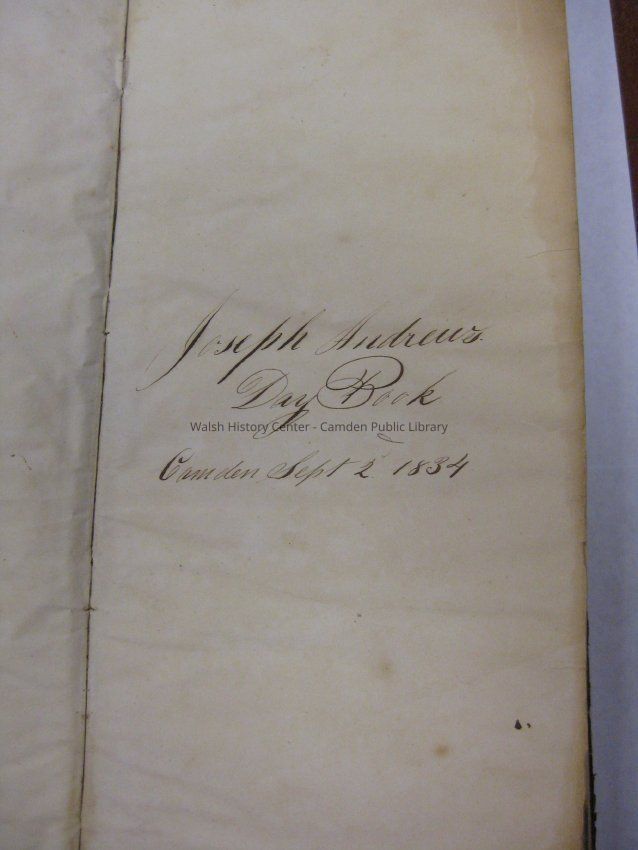 Joseph Andrews
Day Book
Walsh History Center - Camden Public Library
Camden Sept 2 1834